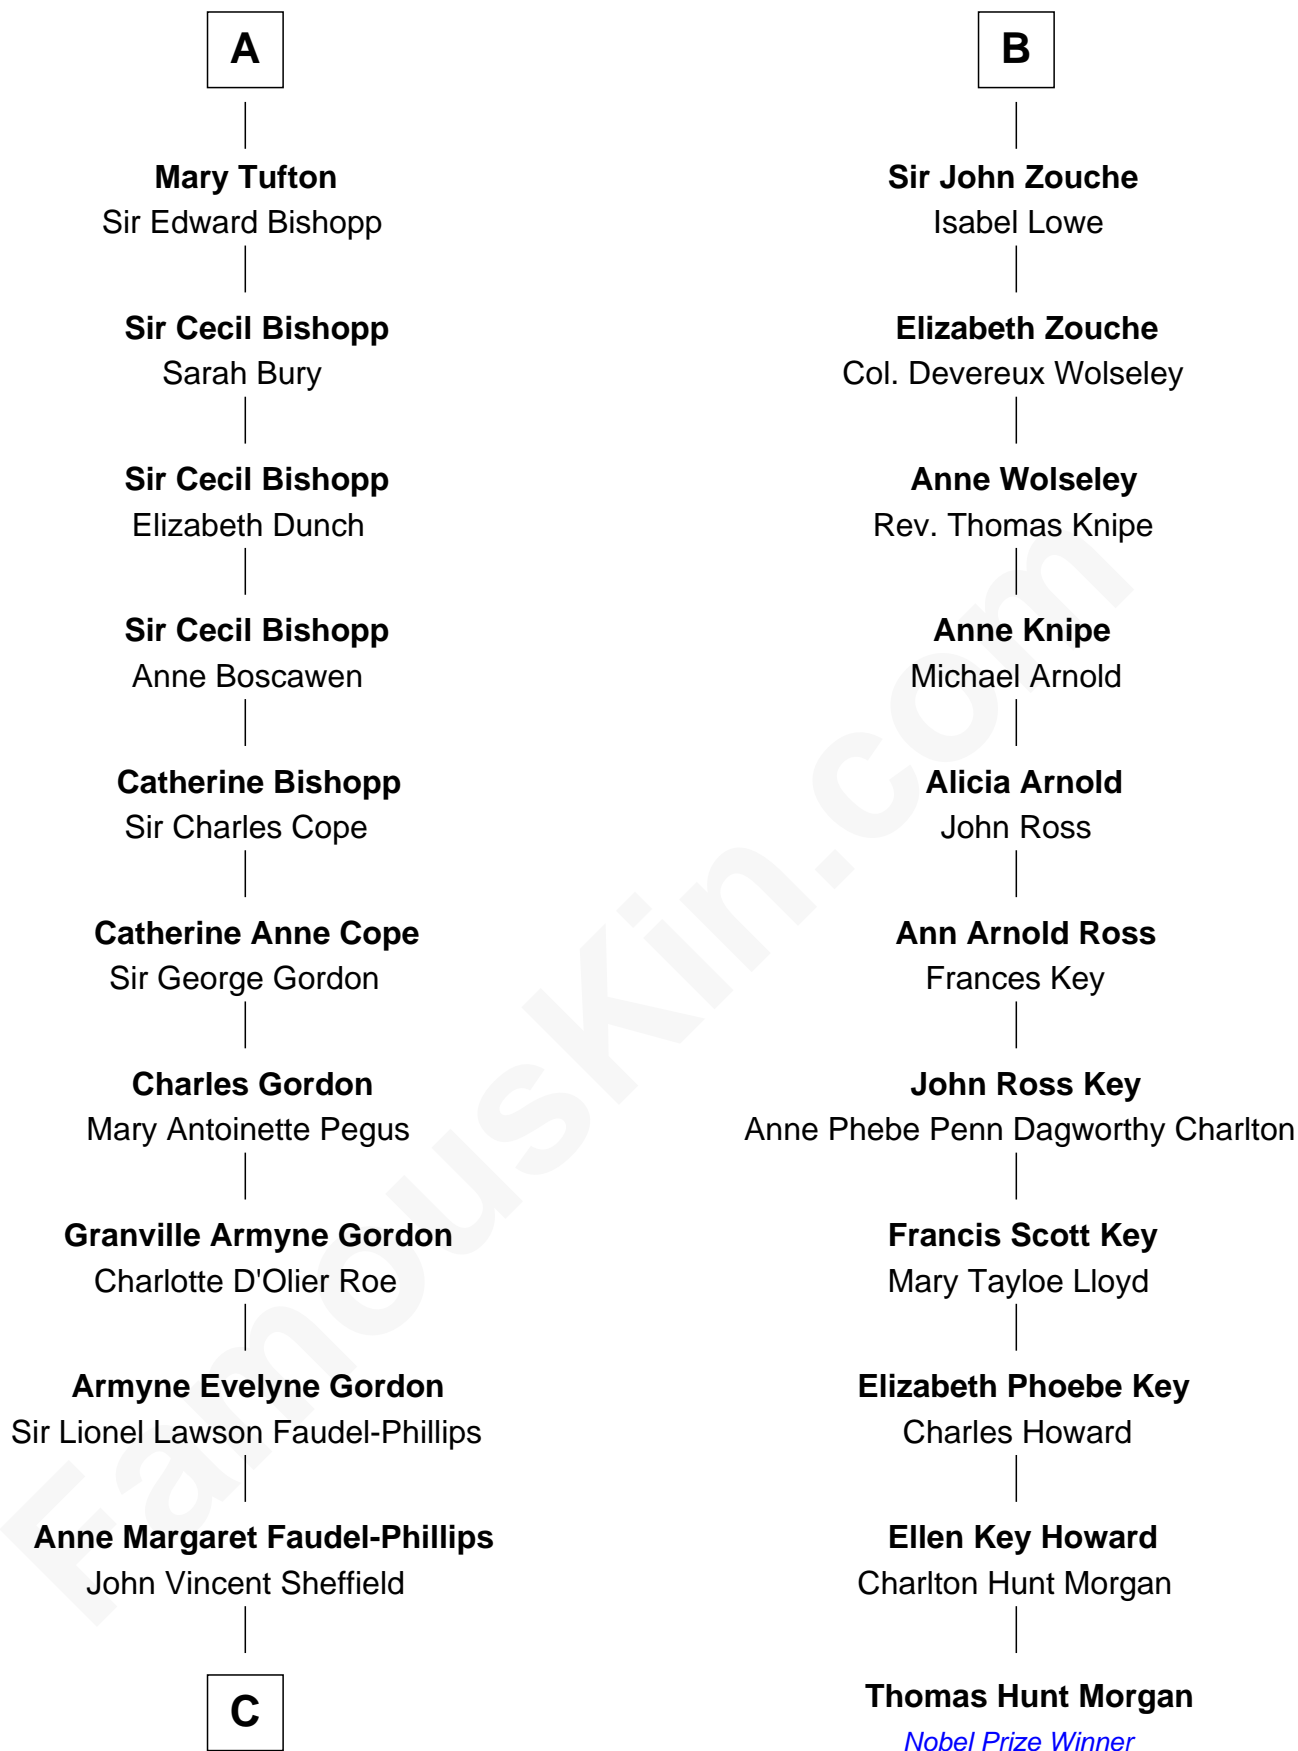 A
Mary Tufton
Sir Edward Bishopp
Sir Cecil Bishopp
Sarah Bury
Sir Cecil Bishopp
Elizabeth Dunch
Sir Cecil Bishopp
Anne Boscawen
Catherine Bishopp
Sir Charles Cope
Catherine Anne Cope
Sir George Gordon
Charles Gordon
Mary Antoinette Pegus
Granville Armyne Gordon
Charlotte D'Olier Roe
Armyne Evelyne Gordon
Sir Lionel Lawson Faudel-Phillips
Anne Margaret Faudel-Phillips
John Vincent Sheffield
C
B
Sir John Zouche
Isabel Lowe
Elizabeth Zouche
Col. Devereux Wolseley
Anne Wolseley
Rev. Thomas Knipe
Anne Knipe
Michael Arnold
Alicia Arnold
John Ross
Ann Arnold Ross
Frances Key
John Ross Key
Anne Phebe Penn Dagworthy Charlton
Francis Scott Key
Mary Tayloe Lloyd
Elizabeth Phoebe Key
Charles Howard
Ellen Key Howard
Charlton Hunt Morgan
Thomas Hunt Morgan
Nobel Prize Winner
FamousKin.com